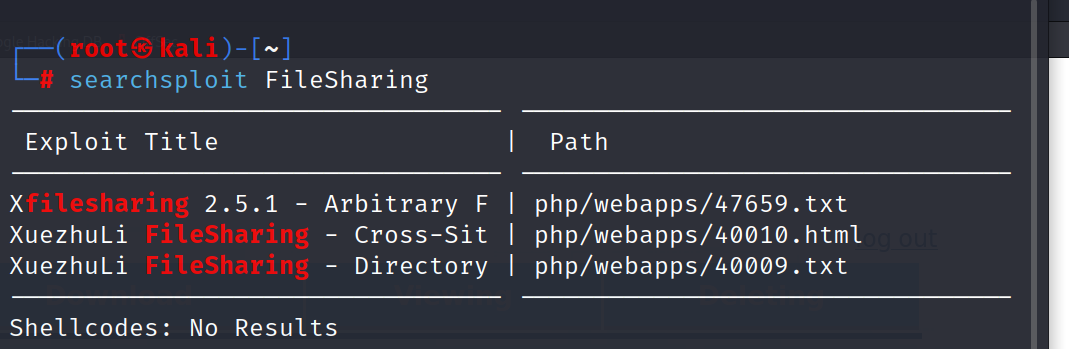 ┌──(root㉿kali)-[~]
└─# searchsploit FileSharing
Exploit Title | Path
Xfilesharing 2.5.1 - Arbitrary F | php/webapps/47659.txt
XuezhuLi FileSharing - Cross-Sit | php/webapps/40010.html
XuezhuLi FileSharing - Directory | php/webapps/40009.txt
Shellcodes: No Results